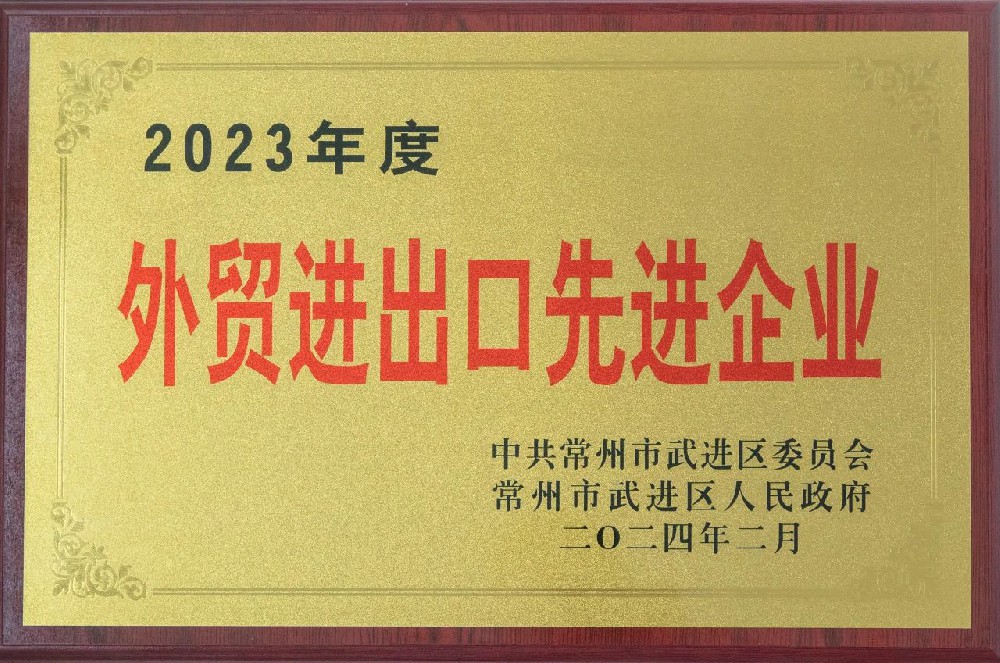 2023年度
外贸进出口先进企业
中共常州市武进区委员会
常州市武进区人民政府
二〇二四年二月